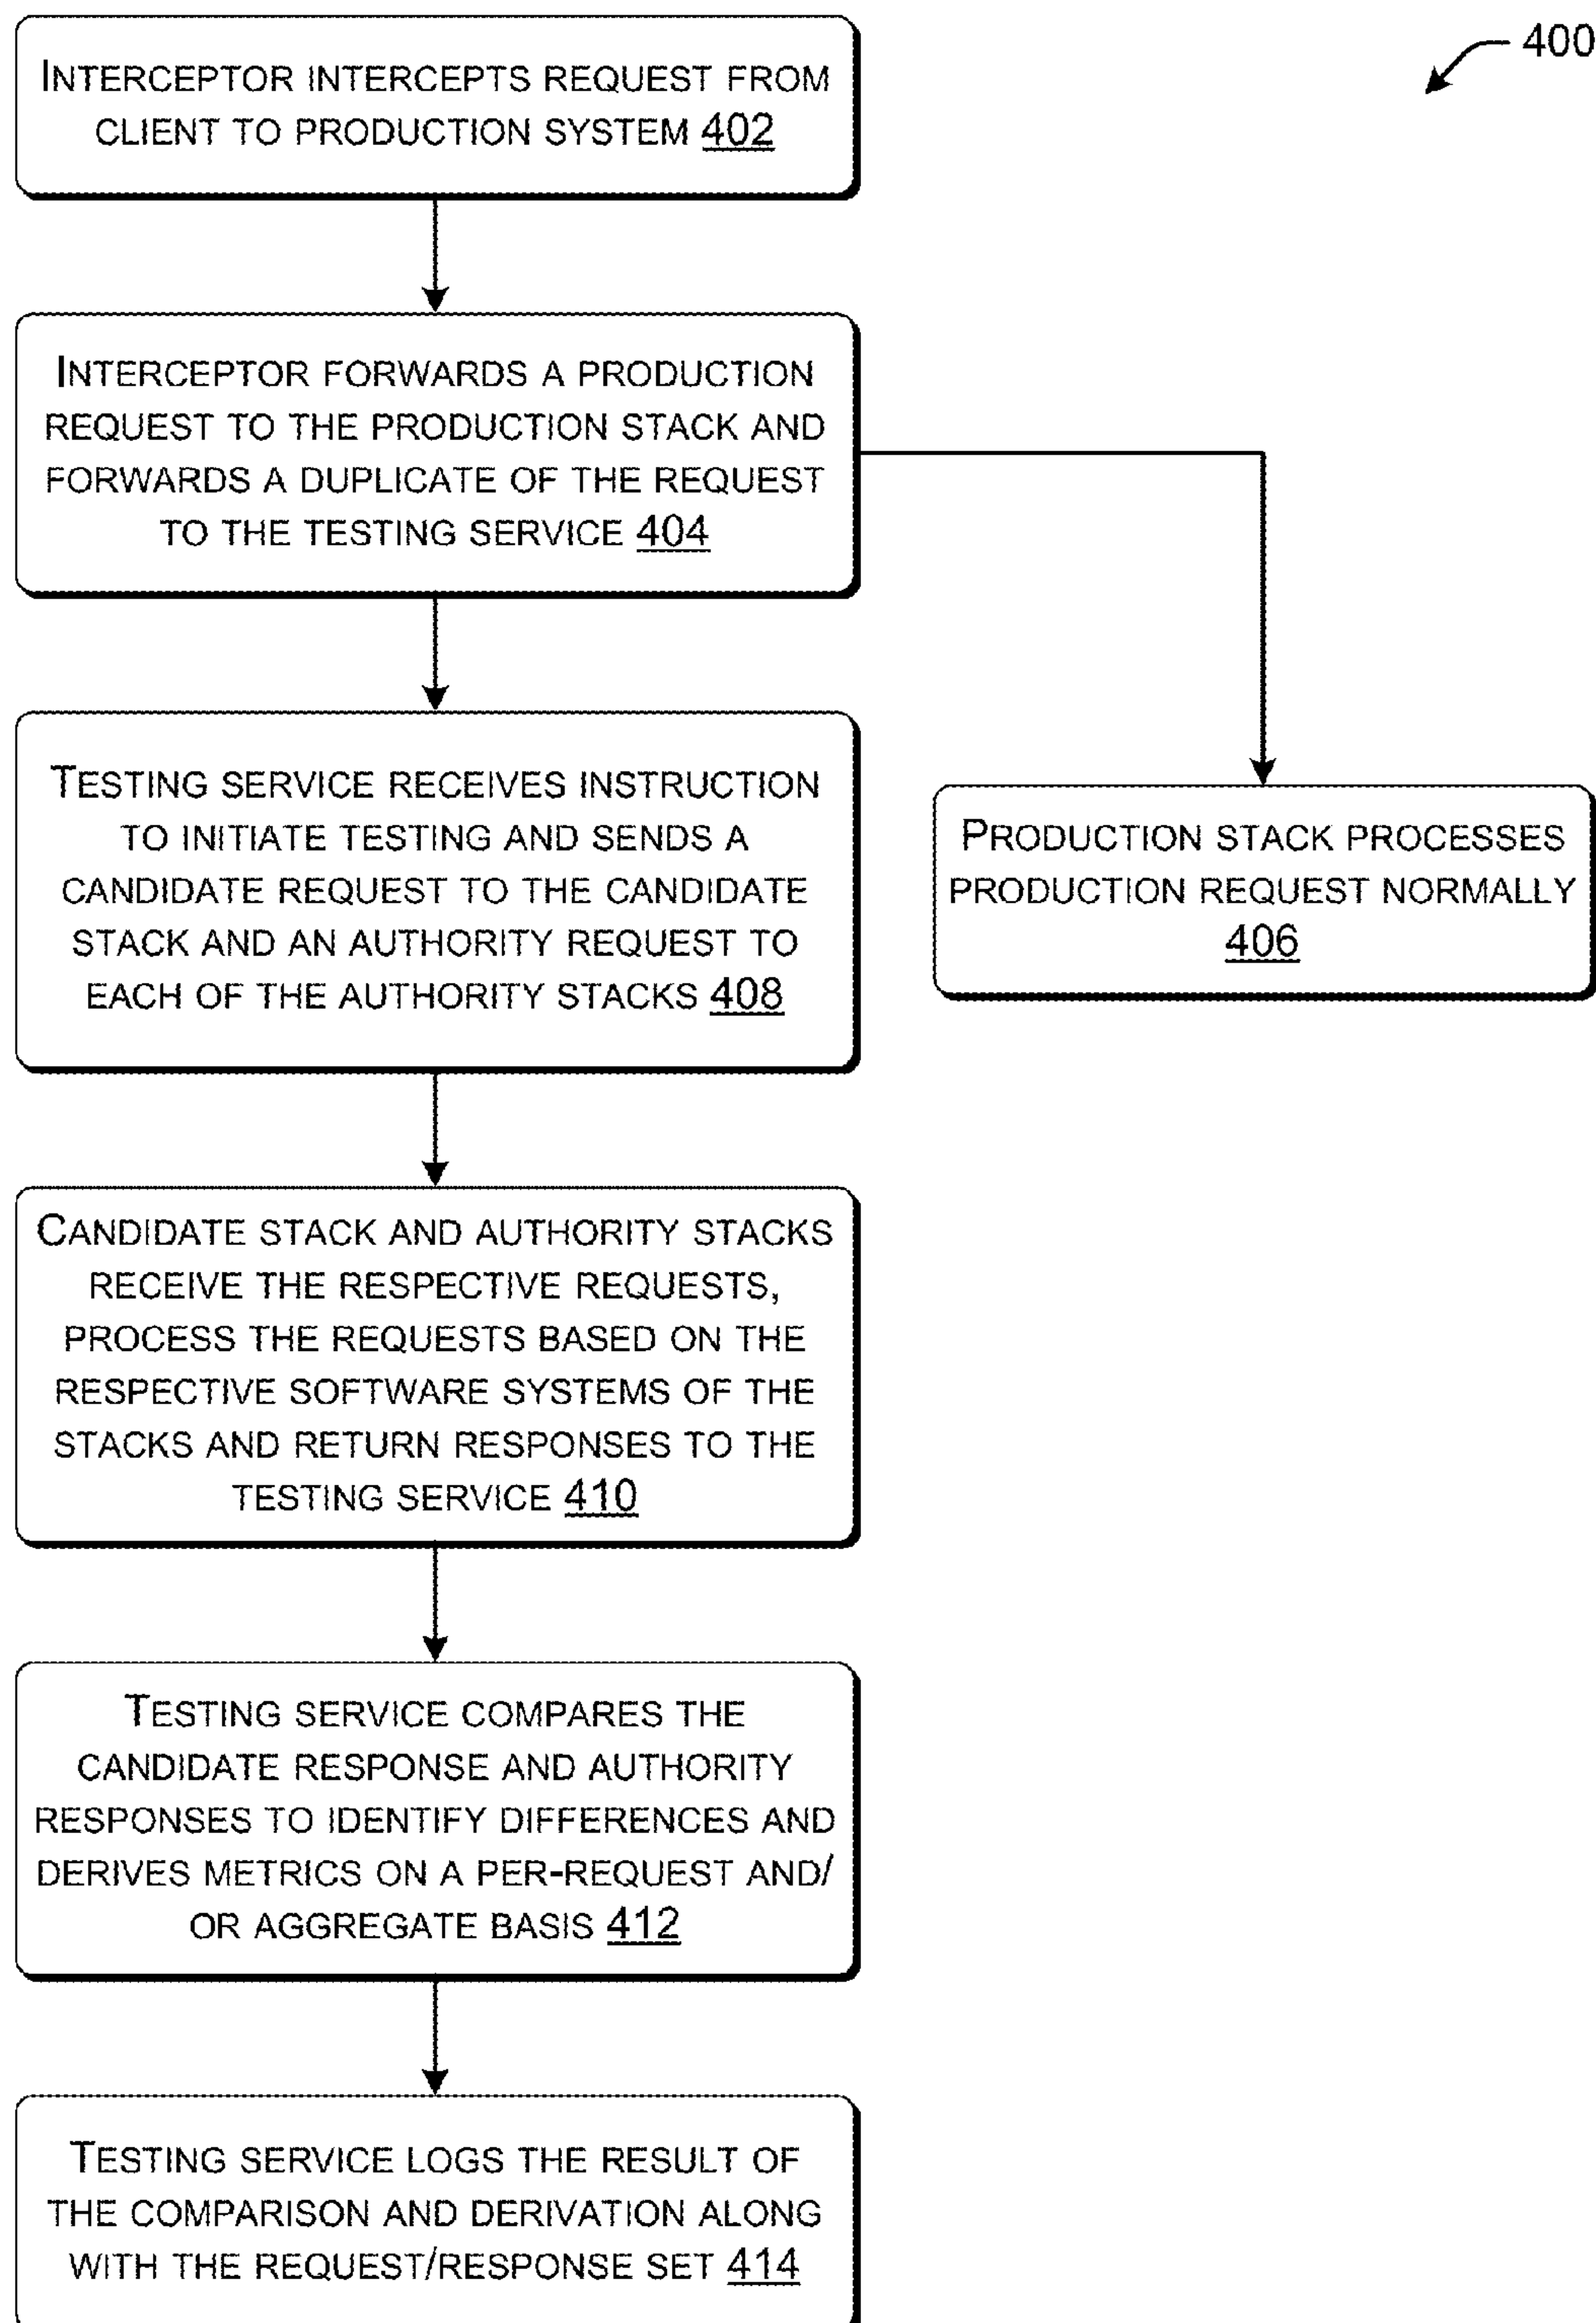 400
INTERCEPTOR INTERCEPTS REQUEST FROM
CLIENT TO PRODUCTION SYSTEM 402
INTERCEPTOR FORWARDS A PRODUCTION
REQUEST TO THE PRODUCTION STACK AND
FORWARDS A DUPLICATE OF THE REQUEST
TO THE TESTING SERVICE 404
TESTING SERVICE RECEIVES INSTRUCTION
TO INITIATE TESTING AND SENDS A
CANDIDATE REQUEST TO THE CANDIDATE
STACK AND AN AUTHORITY REQUEST TO
EACH OF THE AUTHORITY STACKS 408
PRODUCTION STACK PROCESSES
PRODUCTION REQUEST NORMALLY
406
CANDIDATE STACK AND AUTHORITY STACKS
RECEIVE THE RESPECTIVE REQUESTS,
PROCESS THE REQUESTS BASED ON THE
RESPECTIVE SOFTWARE SYSTEMS OF THE
STACKS AND RETURN RESPONSES TO THE
TESTING SERVICE 410
TESTING SERVICE COMPARES THE
CANDIDATE RESPONSE AND AUTHORITY
RESPONSES TO IDENTIFY DIFFERENCES AND
DERIVES METRICS ON A PER-REQUEST AND/
OR AGGREGATE BASIS 412
TESTING SERVICE LOGS THE RESULT OF
THE COMPARISON AND DERIVATION ALONG
WITH THE REQUEST/RESPONSE SET 414